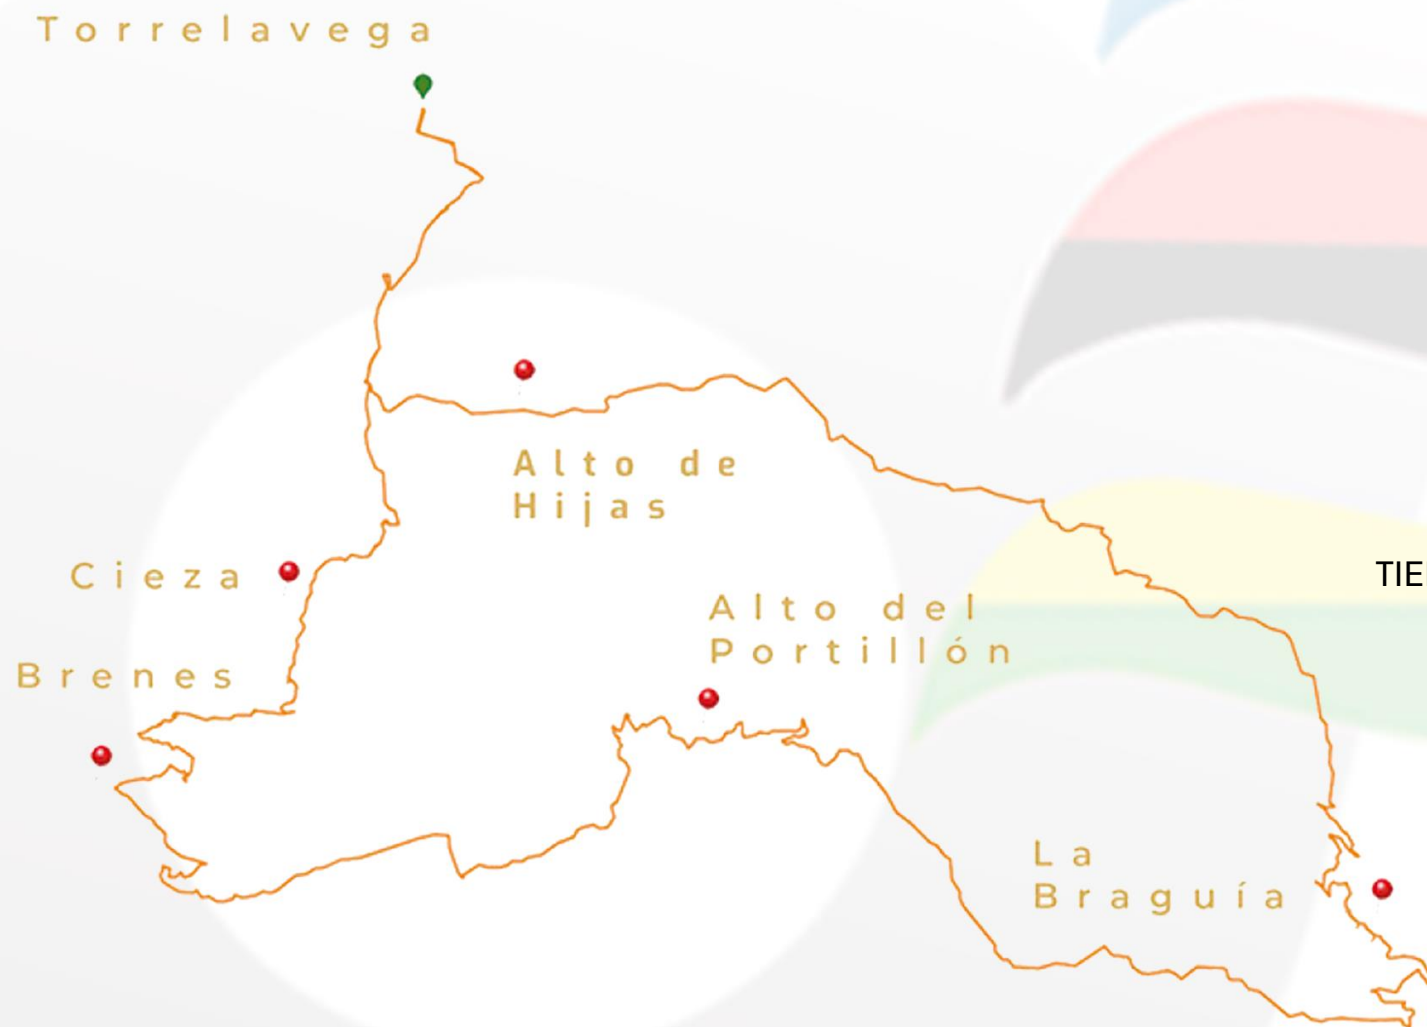 Torrelavega
Alto de
Hijas
Cieza
TIE
Alto del
Portillón
Brenes
La
Braguía